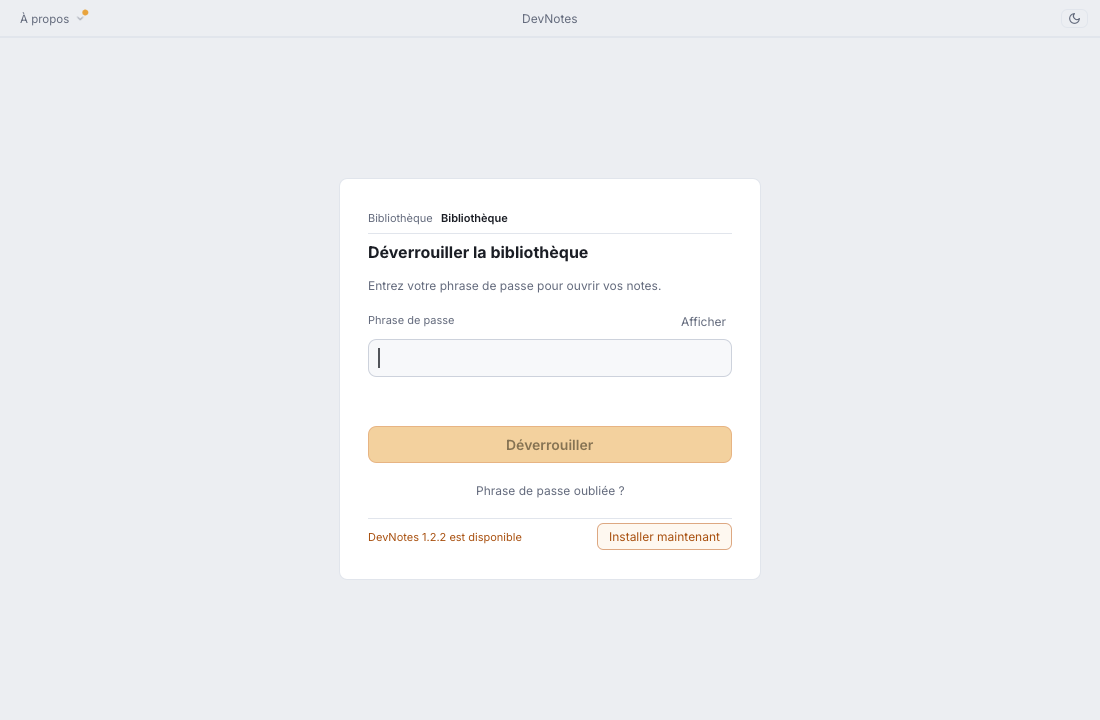 À propos
DevNotes
Bibliothèque Bibliothèque
Déverrouiller la bibliothèque
Entrez votre phrase de passe pour ouvrir vos notes.
Phrase de passe
Afficher
Déverrouiller
Phrase de passe oubliée ?
DevNotes 1.2.2 est disponible
Installer maintenant